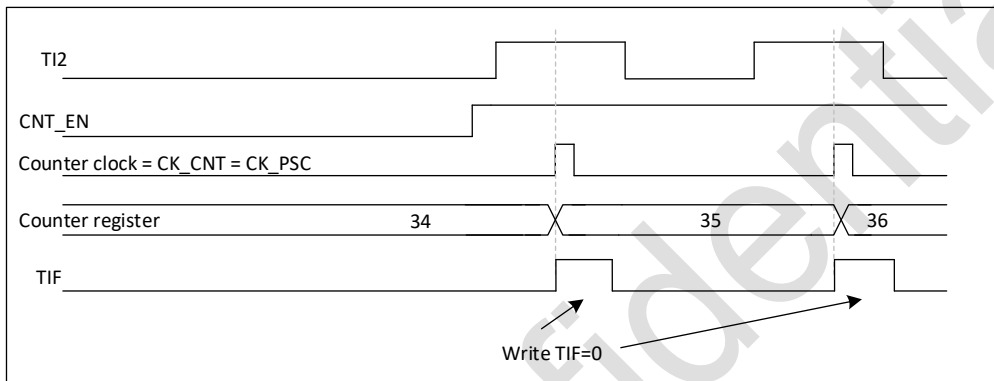 TI2
CNT_EN
Counter clock = CK_CNT = CK_PSC
Counter register 34 35 36
TIF
Write TIF=0